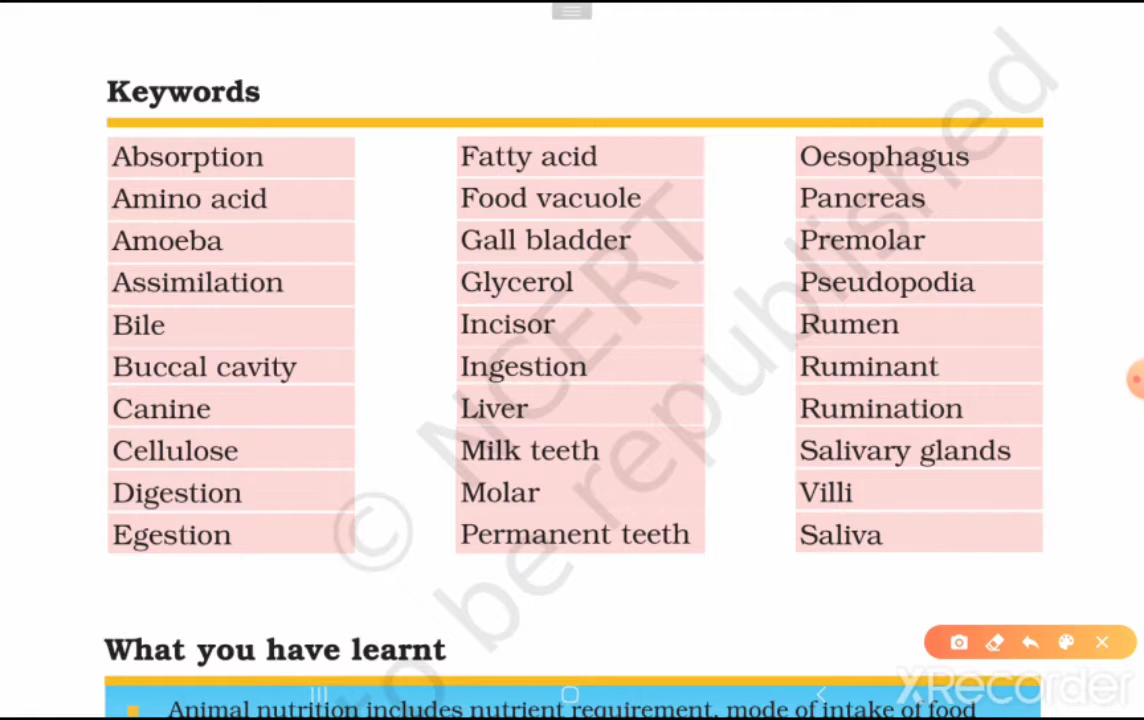 Keywords
Absorption
Amino acid
Amoeba
Assimilation
Bile
Buccal cavity
Canine
Cellulose
Digestion
Egestion
Fatty acid
Food vacuole
Gall bladder
Glycerol
Incisor
Ingestion
Liver
Milk teeth
Molar
Permanent teeth
Oesophagus
Pancreas
Premolar
Pseudopodia
Rumen
Ruminant
Rumination
Salivary glands
Villi
Saliva
© NCERT
to be republished
What you have learnt
Animal nutrition includes nutrient requirement, mode of intake of food
XRecorder